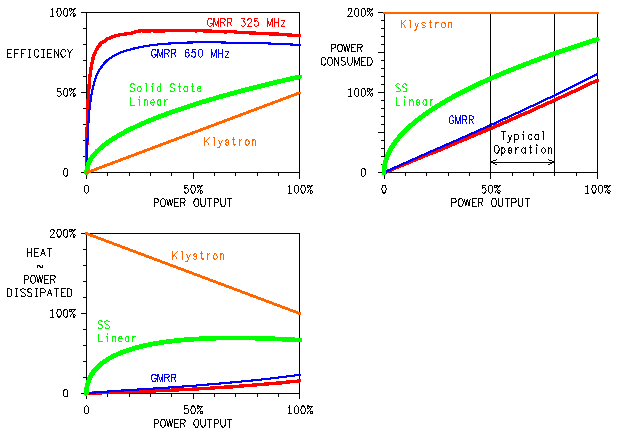 100%
GMRR 325 MHz
EFFICIENCY
GMRR 650 MHz
50%
Solid State
Linear
Klystron
0
0
50%
100%
POWER OUTPUT
200%
Klystron
POWER
CONSUMED
SS
Linear
100%
GMRR
Typical
Operation
0
0
50%
100%
POWER OUTPUT
200%
HEAT
~
POWER
DISSIPATED
Klystron
100%
SS
Linear
GMRR
0
0
50%
100%
POWER OUTPUT